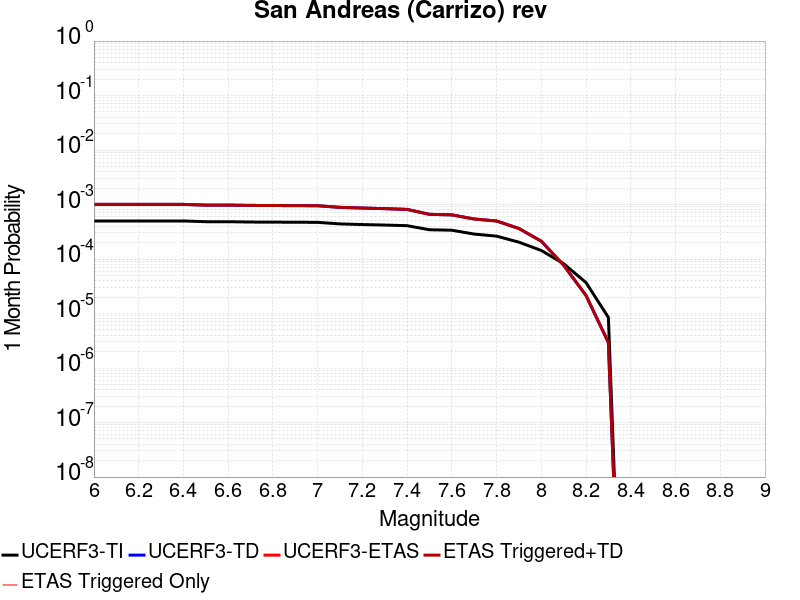 San Andreas (Carrizo) rev
10^0
10^-1
10^-2
10^-3
10^-4
10^-5
10^-6
10^-7
10^-8
1 Month Probability
6 6.2 6.4 6.6 6.8 7 7.2 7.4 7.6 7.8 8 8.2 8.4 8.6 8.8 9
Magnitude
UCERF3-TI UCERF3-TD UCERF3-ETAS ETAS Triggered+TD
ETAS Triggered Only